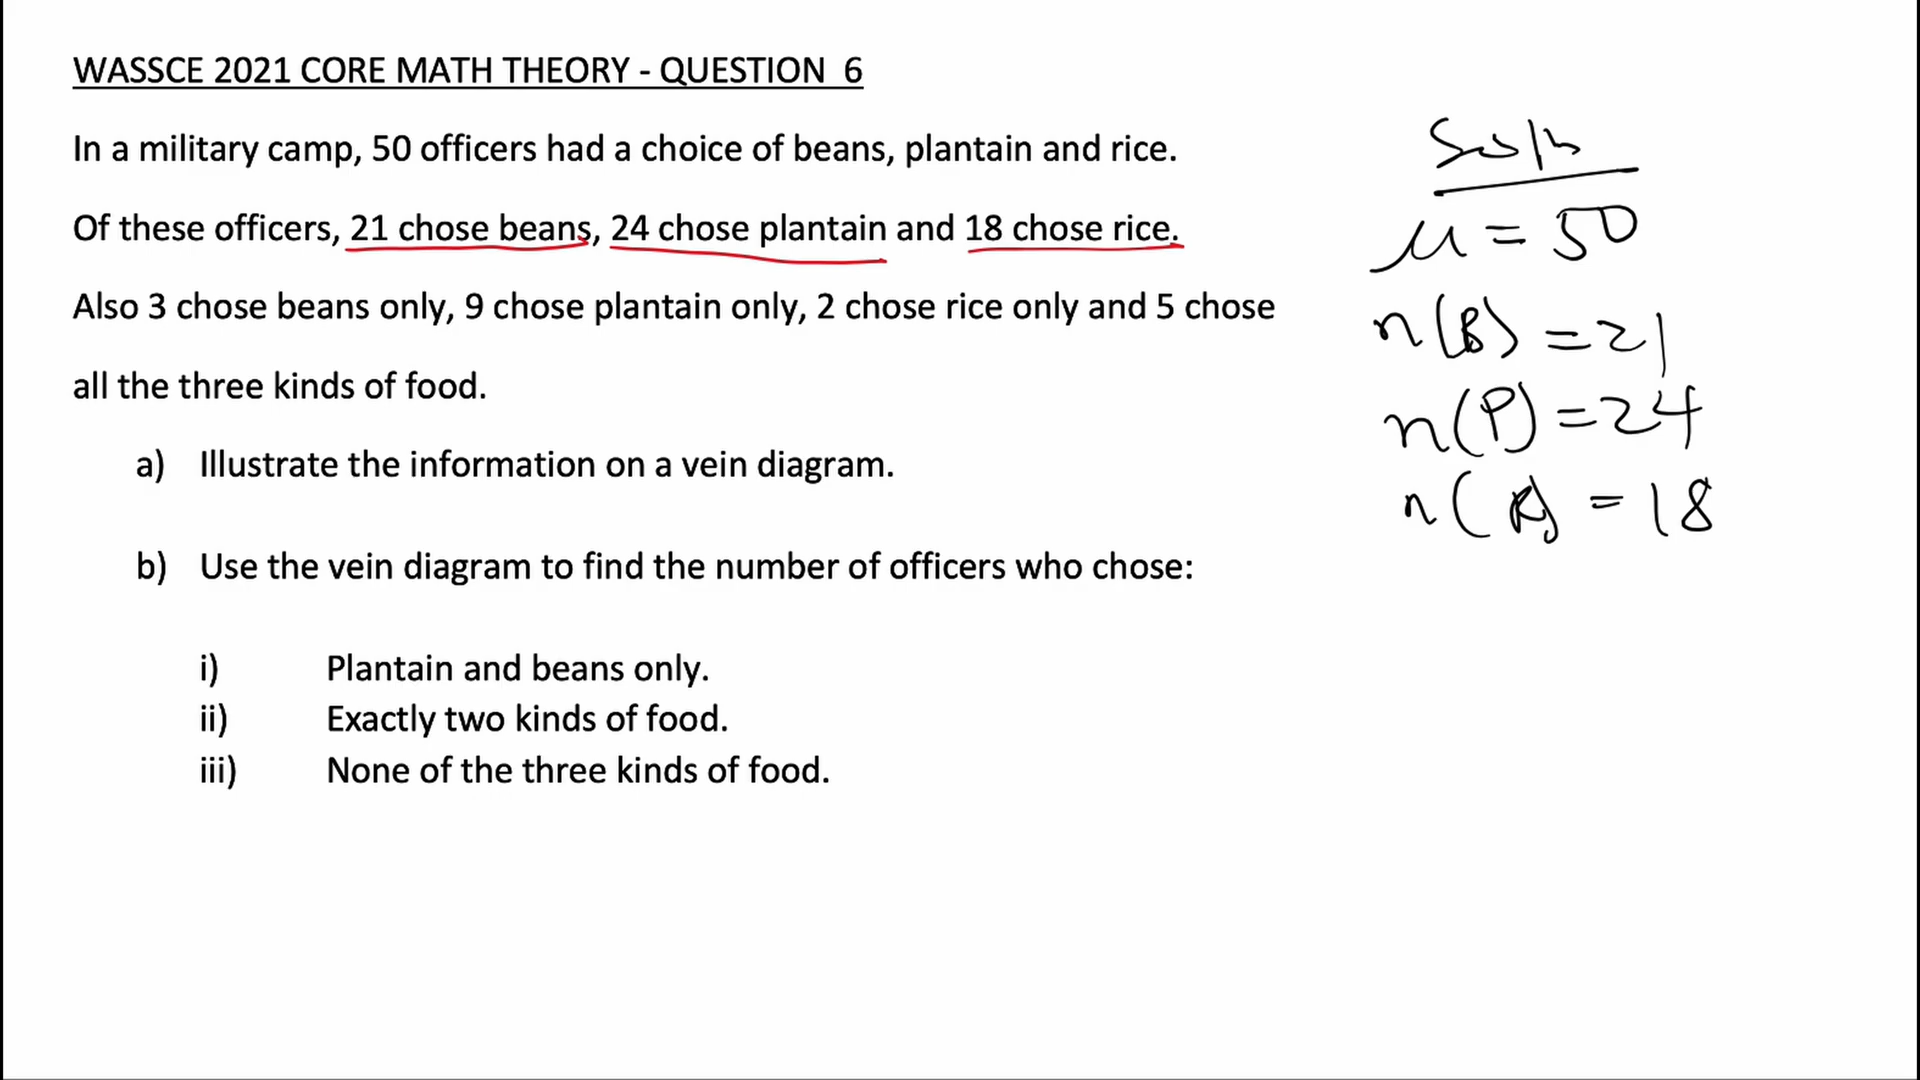 WASSCE 2021 CORE MATH THEORY - QUESTION 6
In a military camp, 50 officers had a choice of beans, plantain and rice.
Of these officers, 21 chose beans, 24 chose plantain and 18 chose rice.
Also 3 chose beans only, 9 chose plantain only, 2 chose rice only and 5 chose
all the three kinds of food.
a) Illustrate the information on a vein diagram.
b) Use the vein diagram to find the number of officers who chose:
i) Plantain and beans only.
ii) Exactly two kinds of food.
iii) None of the three kinds of food.
Soln
μ = 50
n(B) = 21
n(P) = 24
n(R) = 18